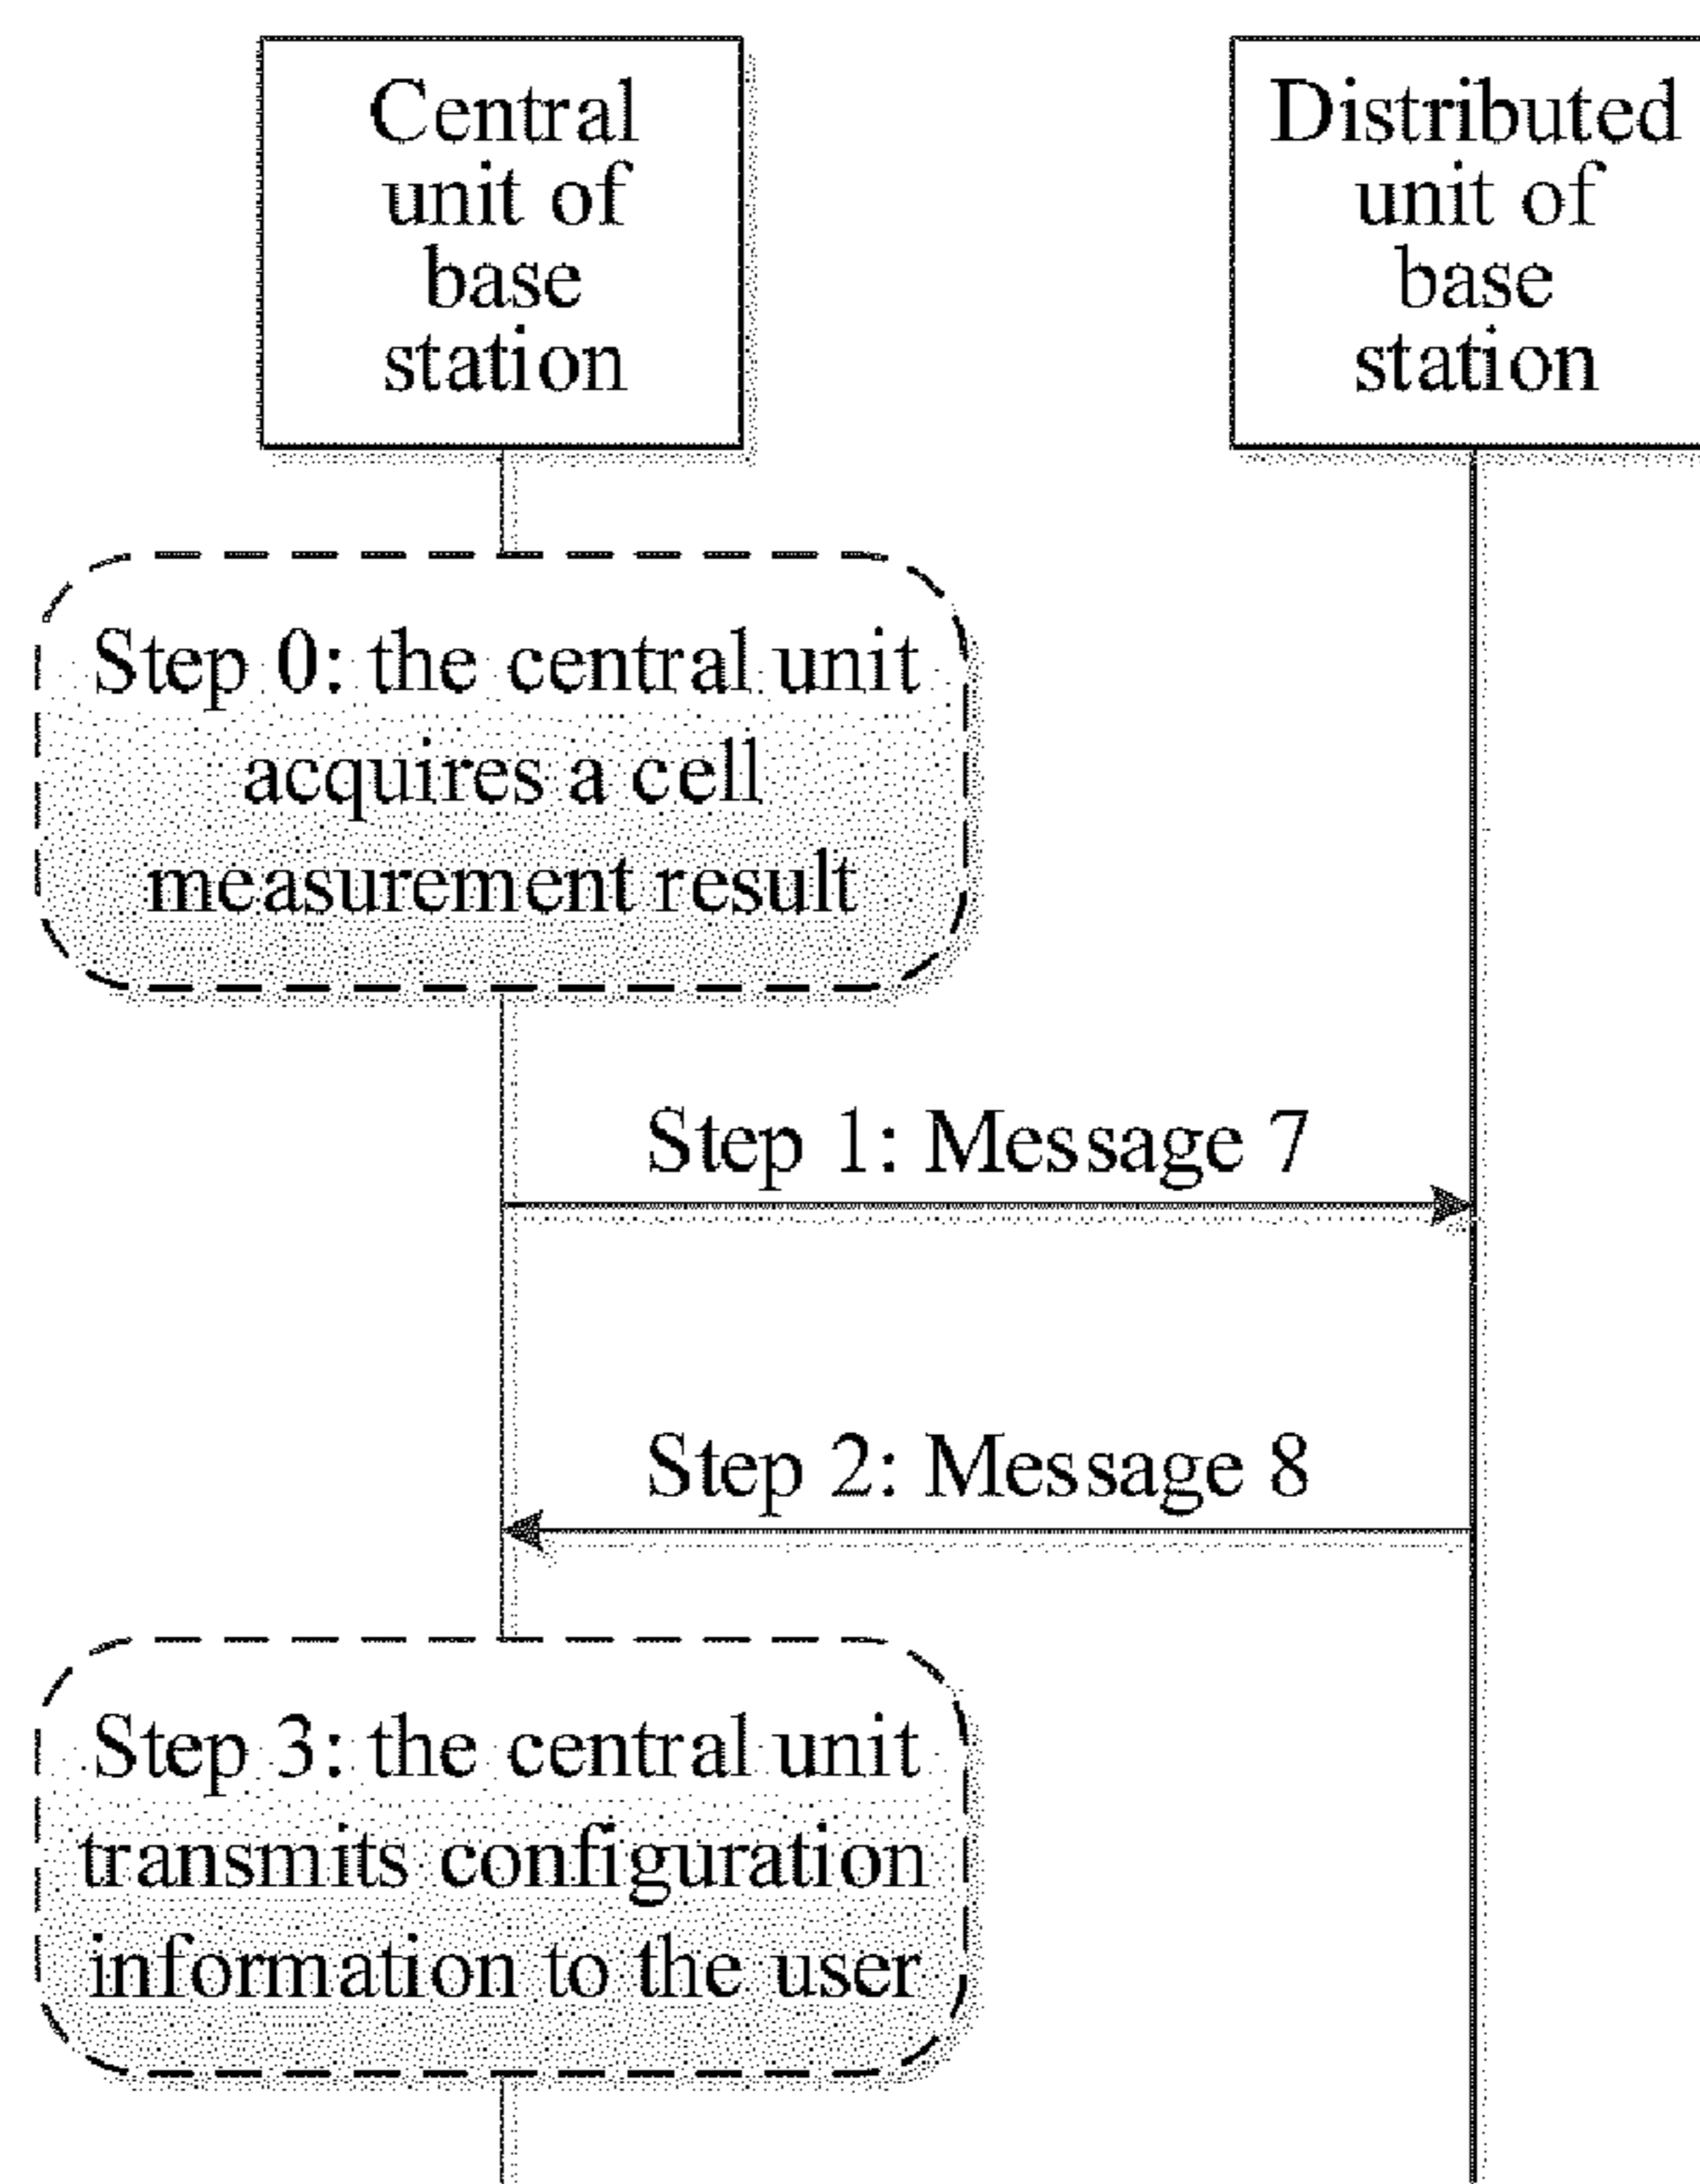 Central
unit of
base
station
Distributed
unit of
base
station
Step 0: the central unit
acquires a cell
measurement result
Step 1: Message 7
Step 2: Message 8
Step 3: the central unit
transmits configuration
information to the user